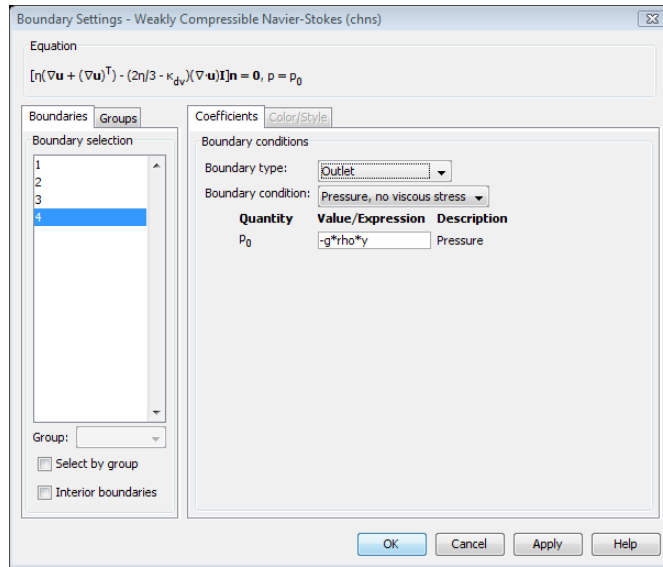 Boundary Settings - Weakly Compressible Navier-Stokes (chns)
Equation
[η(∇u + (∇u)ᵀ) - (2η/3 - κ_dv)(∇·u)I]n = 0, p = p₀
Boundaries Groups
Boundary selection
1
2
3
4
Group:
Select by group
Interior boundaries
Coefficients Color/Style
Boundary conditions
Boundary type: Outlet
Boundary condition: Pressure, no viscous stress
Quantity Value/Expression Description
p₀ -g*rho*y Pressure
OK Cancel Apply Help